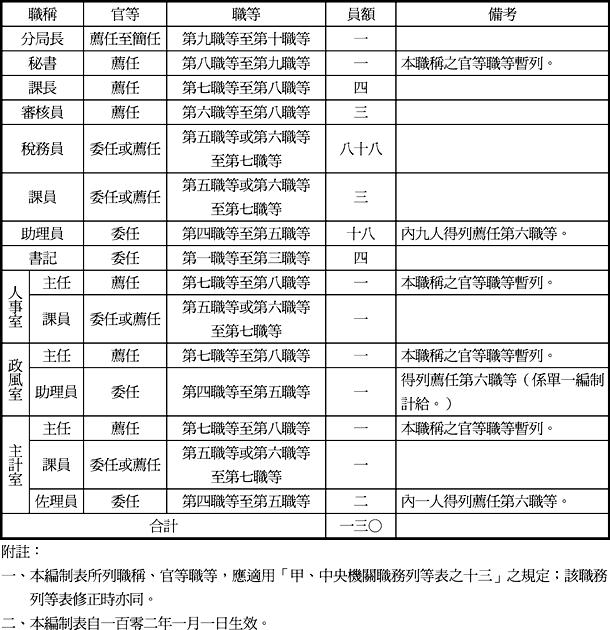 職稱 官等 職等 員額 備考
分局長 薦任至簡任 第九職等至第十職等 一
秘書 薦任 第八職等至第九職等 一 本職稱之官等職等暫列。
課長 薦任 第七職等至第八職等 四
審核員 薦任 第六職等至第八職等 三
稅務員 委任或薦任 第五職等或第六職等
至第七職等 八十八
課員 委任或薦任 第五職等或第六職等
至第七職等 三
助理員 委任 第四職等至第五職等 十八 內九人得列薦任第六職等。
書記 委任 第一職等至第三職等 四
人事室 主任 薦任 第七職等至第八職等 一 本職稱之官等職等暫列。
課員 委任或薦任 第五職等或第六職等
至第七職等 一
政風室 主任 薦任 第七職等至第八職等 一 本職稱之官等職等暫列。
助理員 委任 第四職等至第五職等 一 得列薦任第六職等（係單一編制
計給。）
主計室 主任 薦任 第七職等至第八職等 一 本職稱之官等職等暫列。
課員 委任或薦任 第五職等或第六職等
至第七職等 一
佐理員 委任 第四職等至第五職等 二 內一人得列薦任第六職等。
合計 一三〇
附註：
一、本編制表所列職稱、官等職等，應適用「甲、中央機關職務列等表之十三」之規定；該職務
列等表修正時亦同。
二、本編制表自一百零二年一月一日生效。